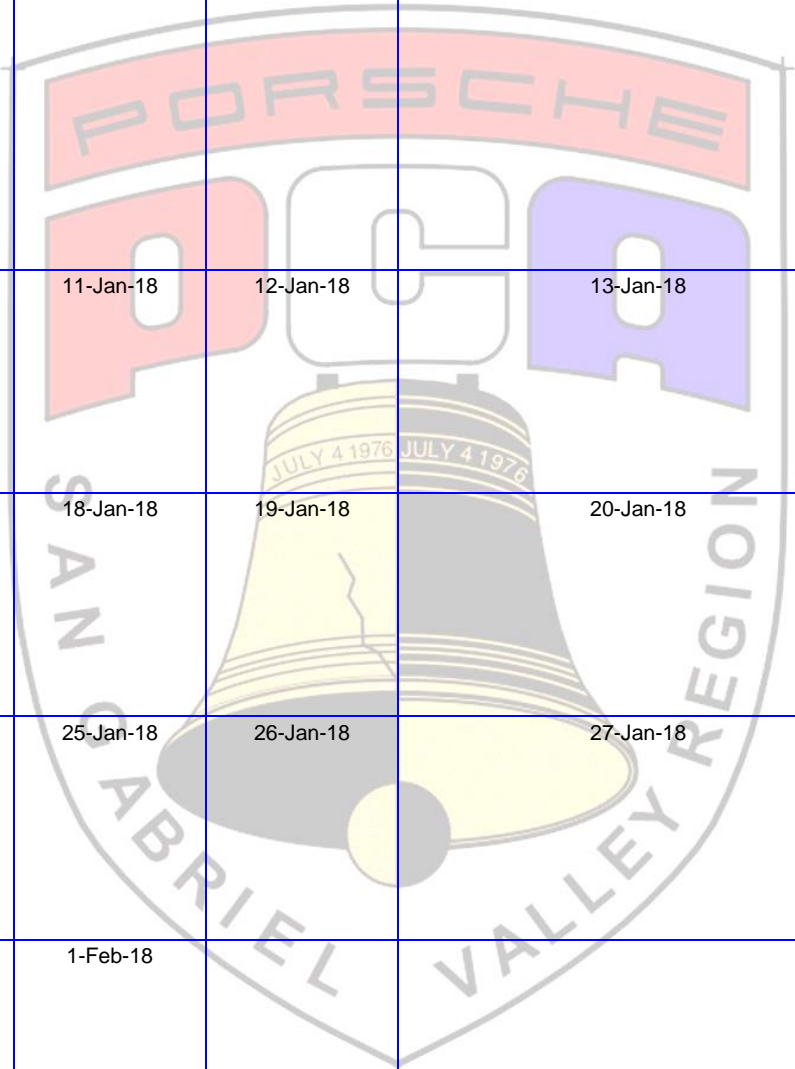 PORSCHE
PCA
11-Jan-18 12-Jan-18 13-Jan-18
JULY 4 1976 JULY 4 1976
18-Jan-18 19-Jan-18 20-Jan-18
25-Jan-18 26-Jan-18 27-Jan-18
1-Feb-18
SAN GABRIEL VALLEY REGION